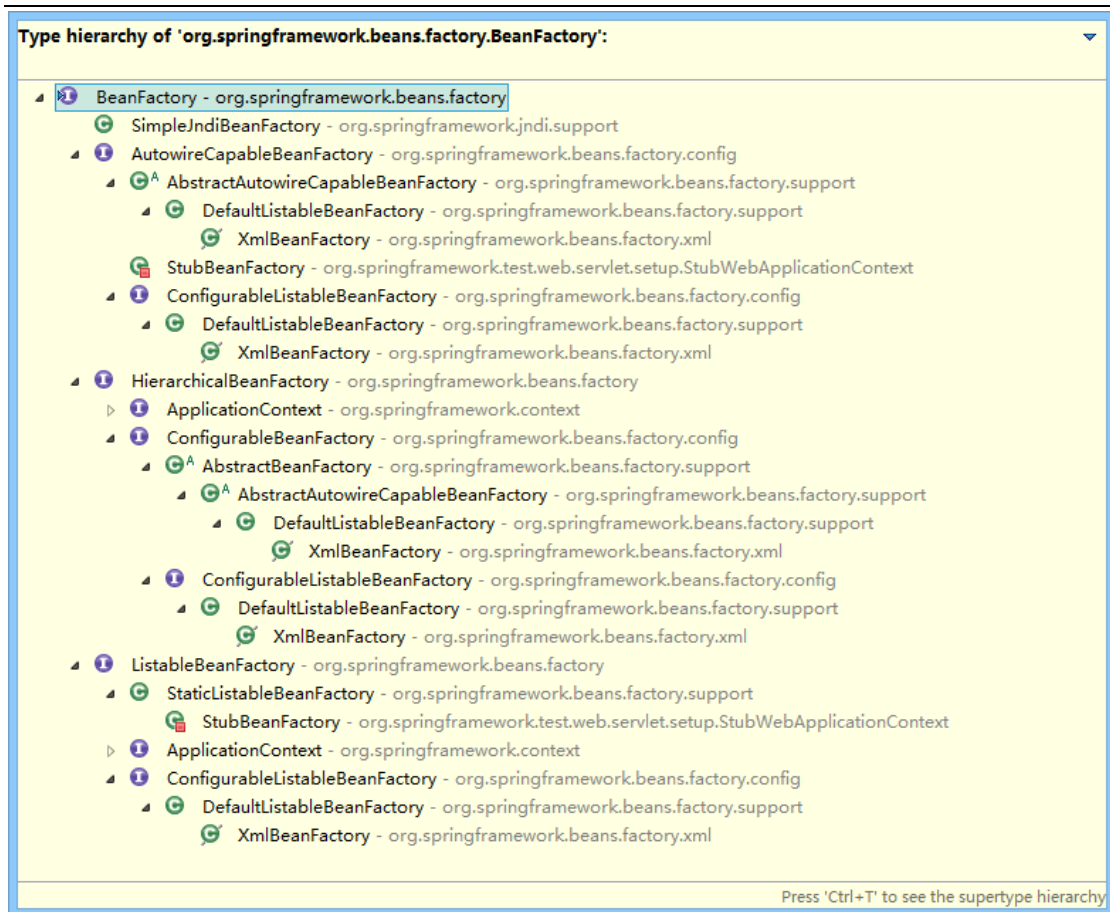 Type hierarchy of 'org.springframework.beans.factory.BeanFactory':
BeanFactory - org.springframework.beans.factory
SimpleJndiBeanFactory - org.springframework.jndi.support
AutowireCapableBeanFactory - org.springframework.beans.factory.config
AbstractAutowireCapableBeanFactory - org.springframework.beans.factory.support
DefaultListableBeanFactory - org.springframework.beans.factory.support
XmlBeanFactory - org.springframework.beans.factory.xml
StubBeanFactory - org.springframework.test.web.servlet.setup.StubWebApplicationContext
ConfigurableListableBeanFactory - org.springframework.beans.factory.config
DefaultListableBeanFactory - org.springframework.beans.factory.support
XmlBeanFactory - org.springframework.beans.factory.xml
HierarchicalBeanFactory - org.springframework.beans.factory
ApplicationContext - org.springframework.context
ConfigurableBeanFactory - org.springframework.beans.factory.config
AbstractBeanFactory - org.springframework.beans.factory.support
AbstractAutowireCapableBeanFactory - org.springframework.beans.factory.support
DefaultListableBeanFactory - org.springframework.beans.factory.support
XmlBeanFactory - org.springframework.beans.factory.xml
ConfigurableListableBeanFactory - org.springframework.beans.factory.config
DefaultListableBeanFactory - org.springframework.beans.factory.support
XmlBeanFactory - org.springframework.beans.factory.xml
ListableBeanFactory - org.springframework.beans.factory
StaticListableBeanFactory - org.springframework.beans.factory.support
StubBeanFactory - org.springframework.test.web.servlet.setup.StubWebApplicationContext
ApplicationContext - org.springframework.context
ConfigurableListableBeanFactory - org.springframework.beans.factory.config
DefaultListableBeanFactory - org.springframework.beans.factory.support
XmlBeanFactory - org.springframework.beans.factory.xml
Press 'Ctrl+T' to see the supertype hierarchy